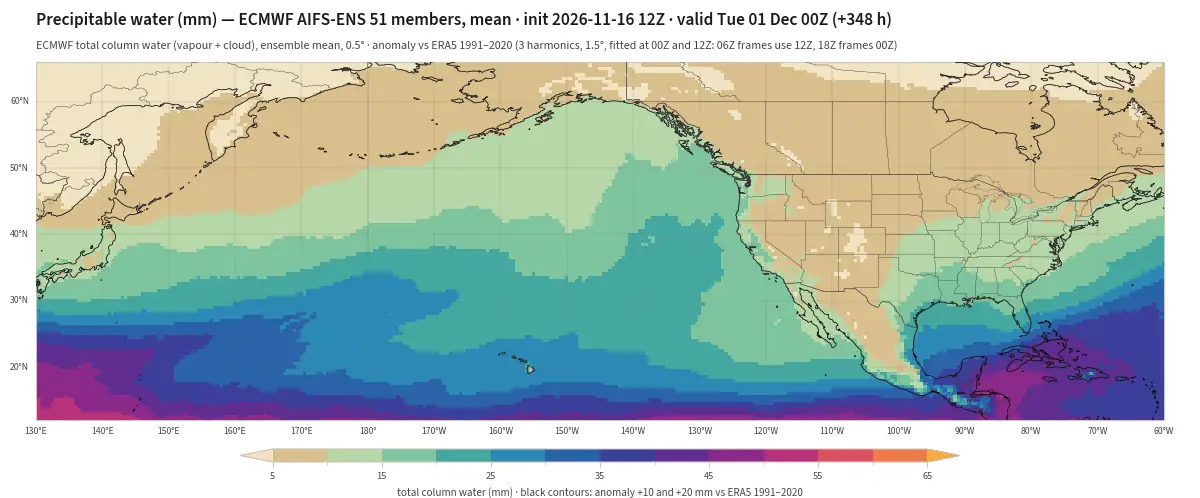 Precipitable water (mm) — ECMWF AIFS-ENS 51 members, mean · init 2026-11-16 12Z · valid Tue 01 Dec 00Z (+348 h)
ECMWF total column water (vapour + cloud), ensemble mean, 0.5° · anomaly vs ERA5 1991–2020 (3 harmonics, 1.5°, fitted at 00Z and 12Z: 06Z frames use 12Z, 18Z frames 00Z)
60°N
50°N
40°N
30°N
20°N
130°E 140°E 150°E 160°E 170°E 180° 170°W 160°W 150°W 140°W 130°W 120°W 110°W 100°W 90°W 80°W 70°W 60°W
5 15 25 35 45 55 65
total column water (mm) · black contours: anomaly +10 and +20 mm vs ERA5 1991–2020